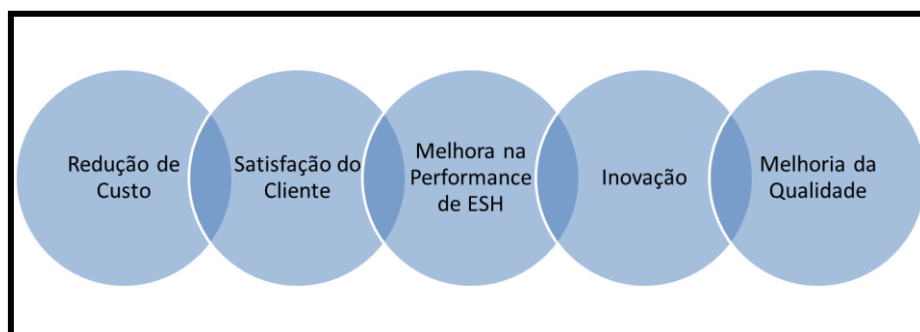 Redução de
Custo
Satisfação do
Cliente
Melhora na
Performance
de ESH
Inovação
Melhoria da
Qualidade